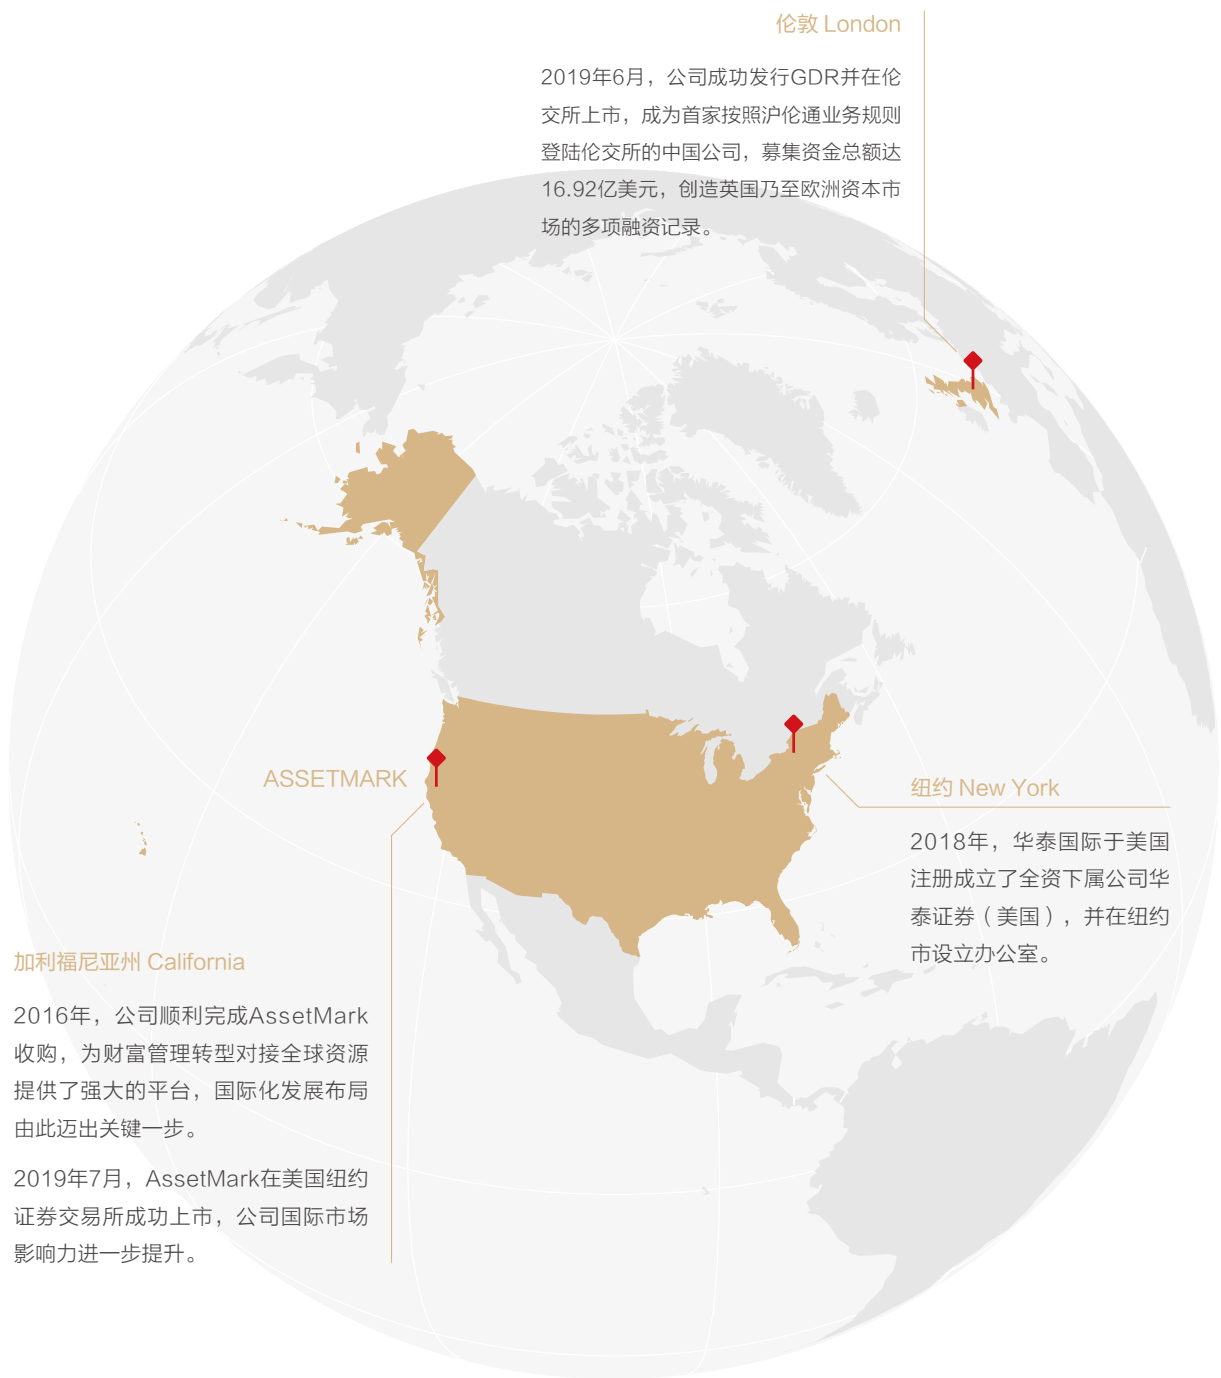 伦敦 London
2019年6月，公司成功发行GDR并在伦
交所上市，成为首家按照沪伦通业务规则
登陆伦交所的中国公司，募集资金总额达
16.92亿美元，创造英国乃至欧洲资本市
场的多项融资记录。
ASSETMARK
纽约 New York
2018年，华泰国际于美国
注册成立了全资下属公司华
泰证券（美国），并在纽约
市设立办公室。
加利福尼亚州 California
2016年，公司顺利完成AssetMark
收购，为财富管理转型对接全球资源
提供了强大的平台，国际化发展布局
由此迈出关键一步。
2019年7月，AssetMark在美国纽约
证券交易所成功上市，公司国际市场
影响力进一步提升。